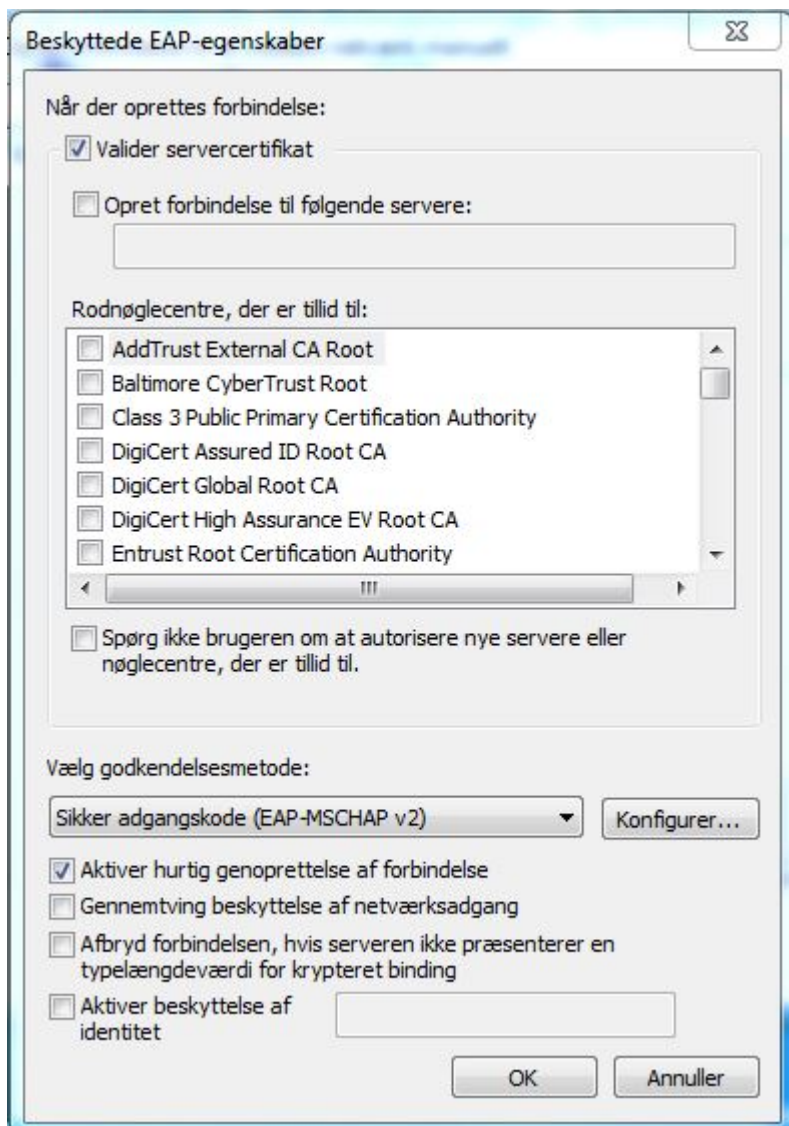 Beskyttede EAP-egenskaber
Når der oprettes forbindelse:
Valider servercertifikat
Opret forbindelse til følgende servere:
Rodnøglecentre, der er tillid til:
AddTrust External CA Root
Baltimore CyberTrust Root
Class 3 Public Primary Certification Authority
DigiCert Assured ID Root CA
DigiCert Global Root CA
DigiCert High Assurance EV Root CA
Entrust Root Certification Authority
Spørg ikke brugeren om at autorisere nye servere eller
nøglecentre, der er tillid til.
Vælg godkendelsesmetode:
Sikker adgangskode (EAP-MSCHAP v2)
Konfigurer...
Aktiver hurtig genoprettelse af forbindelse
Gennemtving beskyttelse af netværksadgang
Afbryd forbindelsen, hvis serveren ikke præsenterer en
typelængdeværdi for krypteret binding
Aktiver beskyttelse af
identitet
OK
Annuller